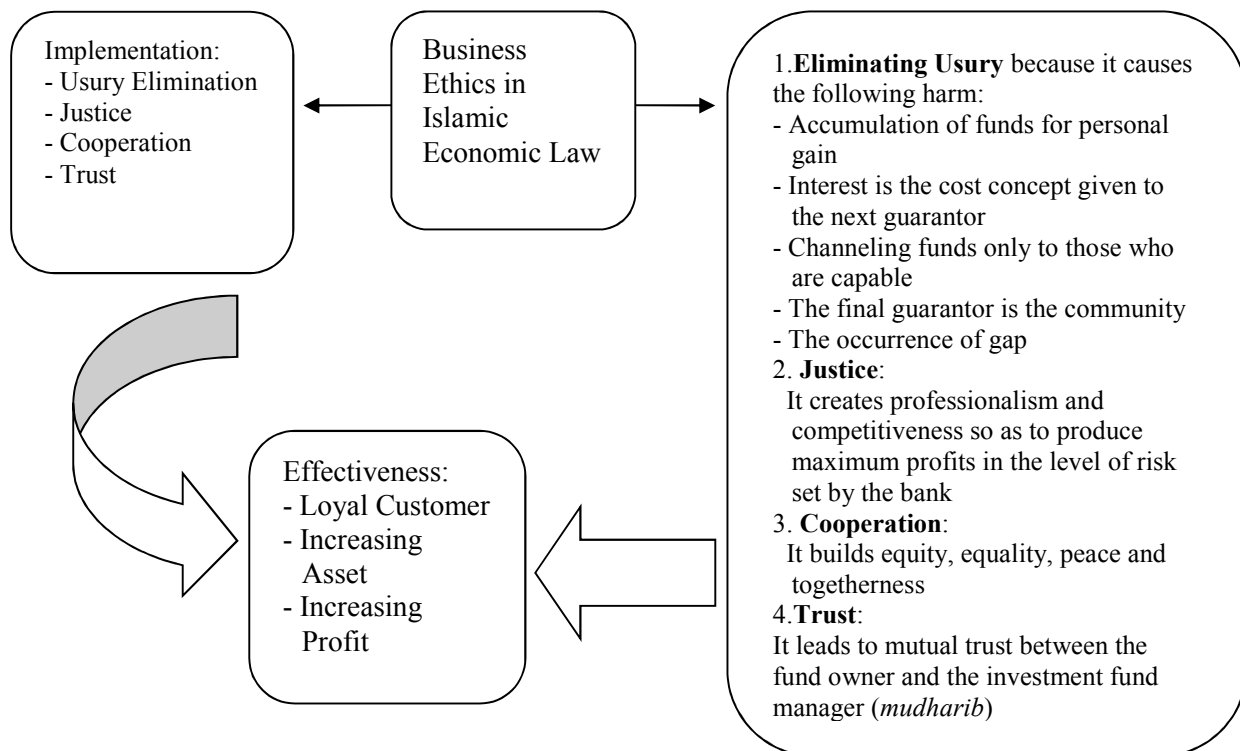 Implementation:
- Usury Elimination
- Justice
- Cooperation
- Trust
Business
Ethics in
Islamic
Economic Law
1.Eliminating Usury because it causes
the following harm:
- Accumulation of funds for personal
gain
- Interest is the cost concept given to
the next guarantor
- Channeling funds only to those who
are capable
- The final guarantor is the community
- The occurrence of gap
2. Justice:
It creates professionalism and
competitiveness so as to produce
maximum profits in the level of risk
set by the bank
3. Cooperation:
It builds equity, equality, peace and
togetherness
4.Trust:
It leads to mutual trust between the
fund owner and the investment fund
manager (mudharib)
Effectiveness:
- Loyal Customer
- Increasing
Asset
- Increasing
Profit